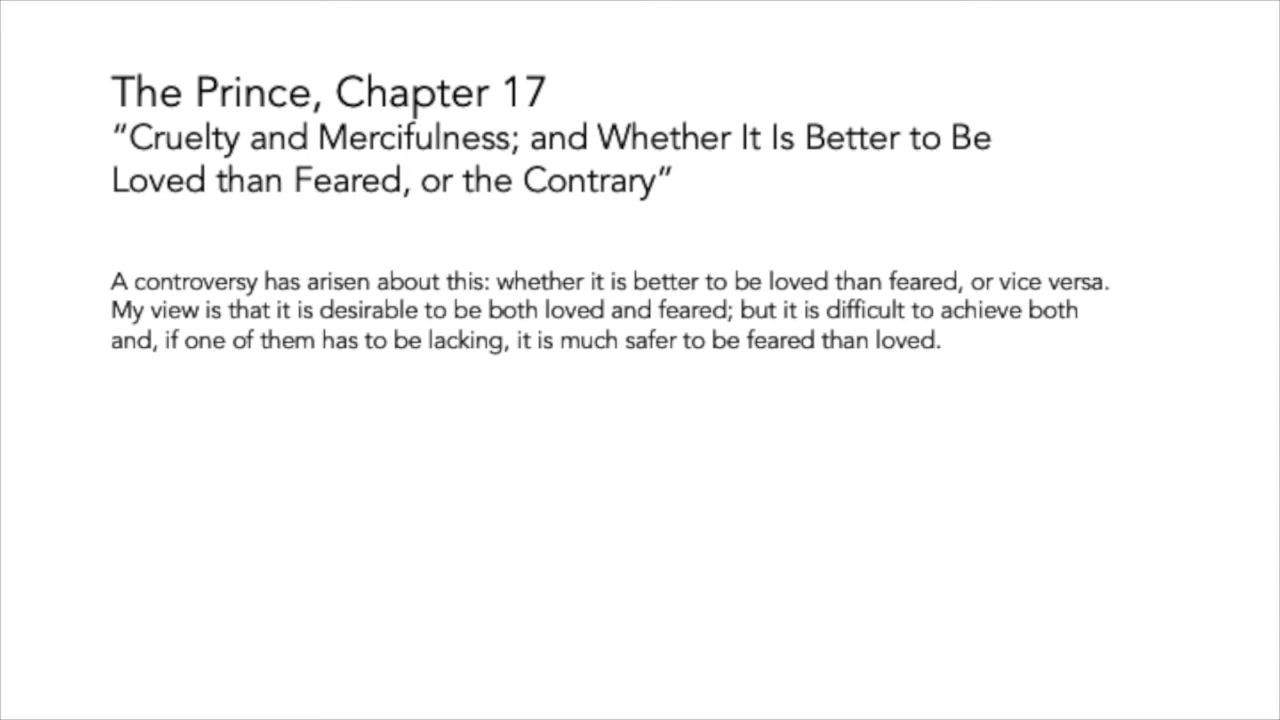 The Prince, Chapter 17
“Cruelty and Mercifulness; and Whether It Is Better to Be
Loved than Feared, or the Contrary”
A controversy has arisen about this: whether it is better to be loved than feared, or vice versa.
My view is that it is desirable to be both loved and feared; but it is difficult to achieve both
and, if one of them has to be lacking, it is much safer to be feared than loved.